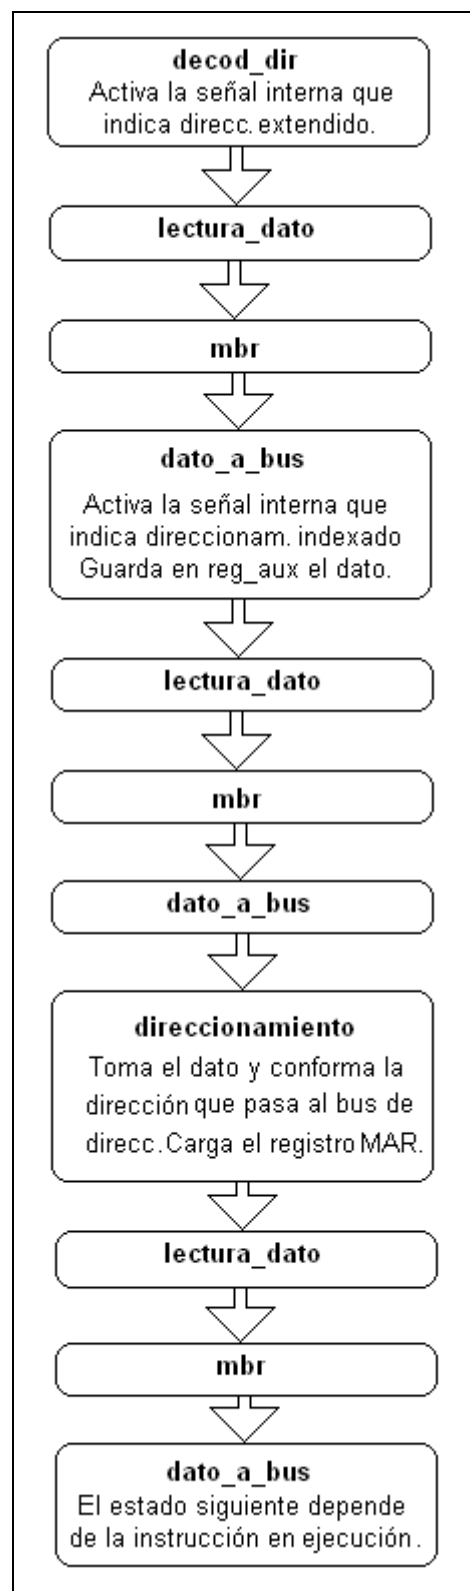 decod_dir
Activa la señal interna que
indica direcc. extendido.
lectura_dato
mbr
dato_a_bus
Activa la señal interna que
indica direccionam. indexado
Guarda en reg_aux el dato.
lectura_dato
mbr
dato_a_bus
direccionamiento
Toma el dato y conforma la
dirección que pasa al bus de
direcc. Carga el registro MAR.
lectura_dato
mbr
dato_a_bus
El estado siguiente depende
de la instrucción en ejecución.